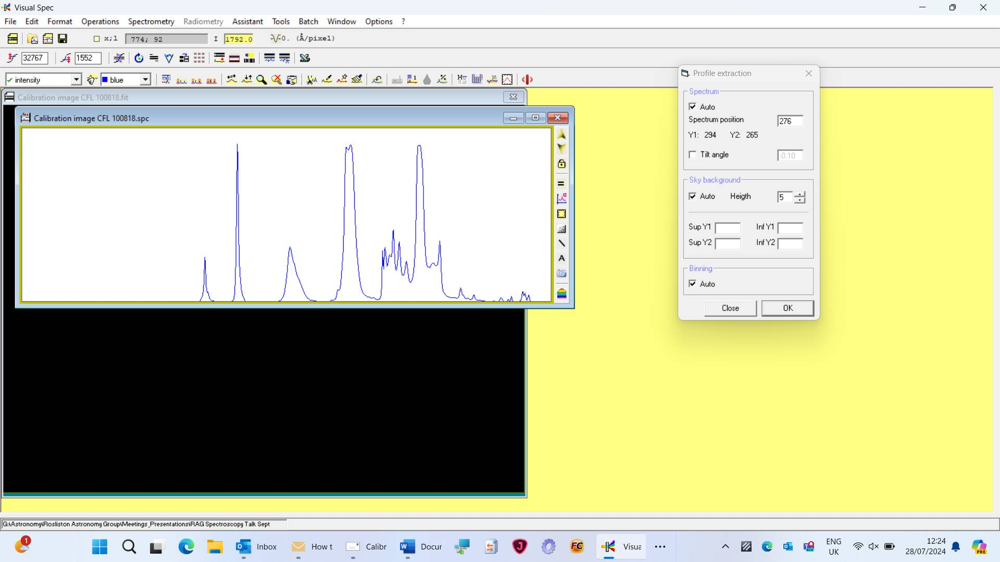 Visual Spec
File Edit Format Operations Spectrometry Radiometry Assistant Tools Batch Window Options ?
x;l 774; 92 I 1792.0 0. (Å/pixel)
32767 1552
intensity blue
Calibration image CFL 100818.fit
Calibration image CFL 100818.spc
A
Profile extraction
Spectrum
Auto
Spectrum position 276
Y1: 294 Y2: 265
Tilt angle -0.10
Sky background
Auto Heigth 5
Sup Y1 Inf Y1
Sup Y2 Inf Y2
Binning
Auto
Close OK
G:\Astronomy\Rosliston Astronomy Group\Meetings_Presentations\RAG Spectroscopy Talk Sept
1 Inbox How t Calibr Docur FC Visua ENG 12:24
UK 28/07/2024 PRE